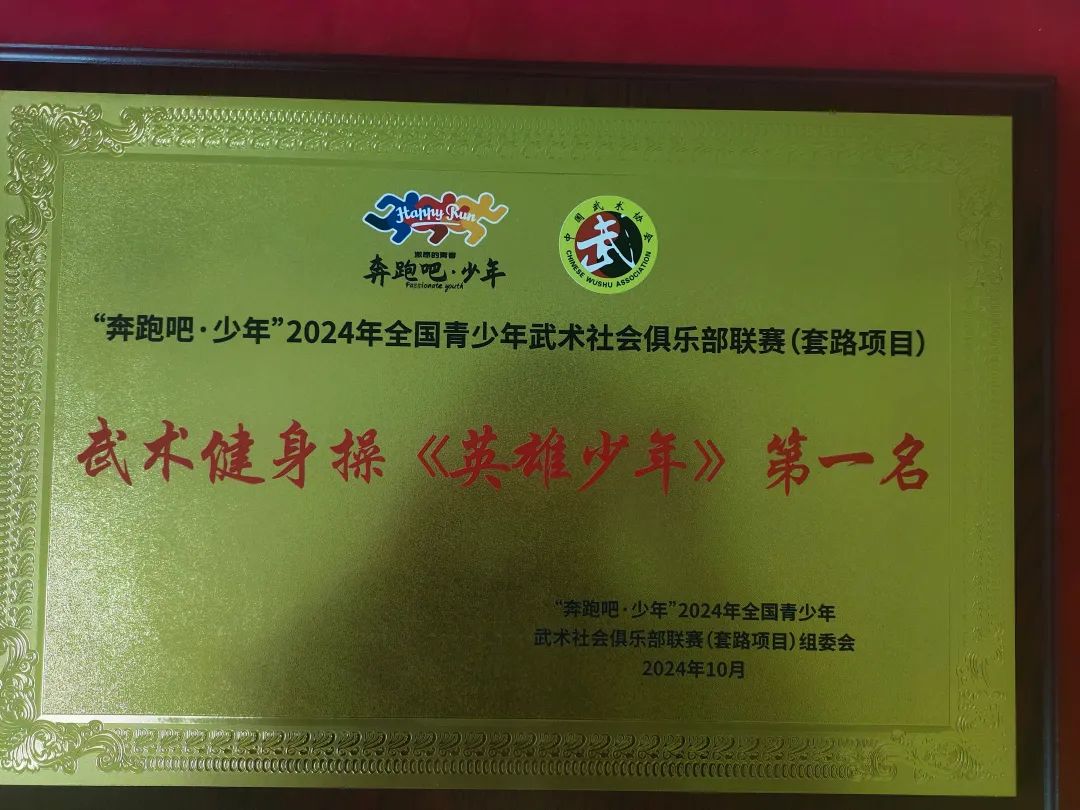 Happy Run
激昂的青春
奔跑吧·少年
Passionate youth
中国武术协会
武
CHINESE WUSHU ASSOCIATION
“奔跑吧·少年”2024年全国青少年武术社会俱乐部联赛(套路项目)
武术健身操《英雄少年》第一名
“奔跑吧·少年”2024年全国青少年
武术社会俱乐部联赛(套路项目)组委会
2024年10月